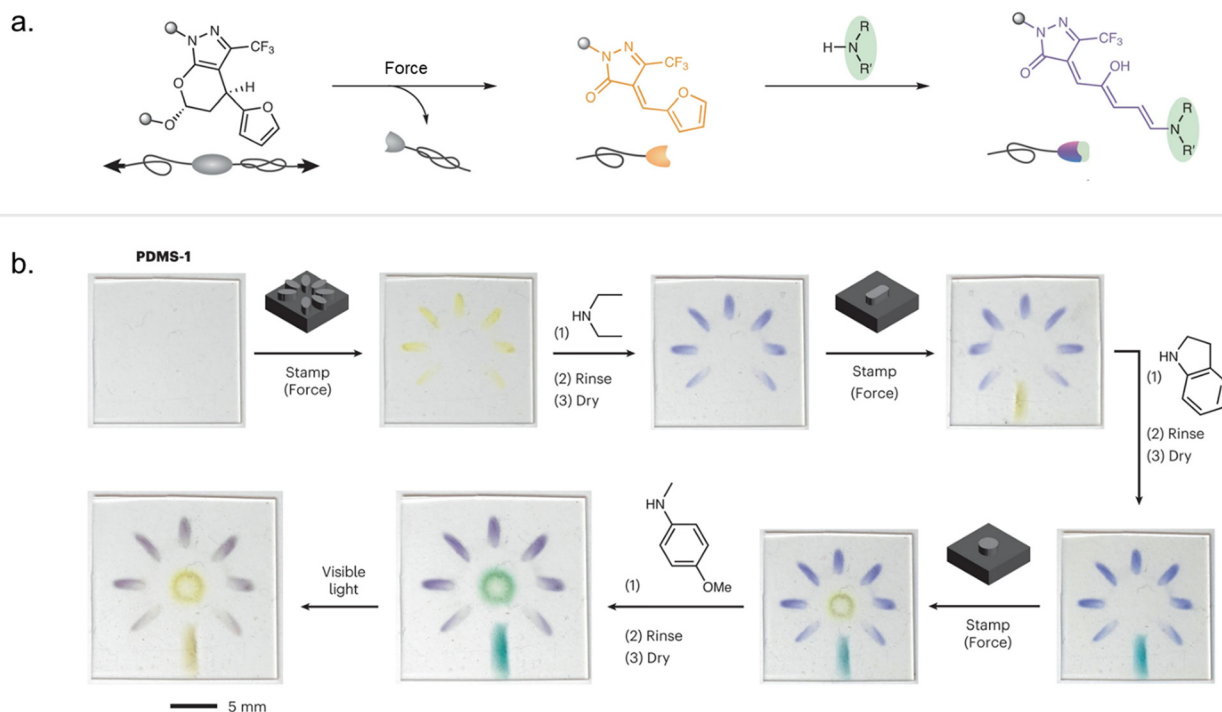 a.
N
N
CF₃
O
H
O
O
Force
N
N
CF₃
O
O
H-N
R
R'
N
N
CF₃
O
OH
N
R
R'
b.
PDMS-1
Stamp
(Force)
(1)
HN
(2) Rinse
(3) Dry
Stamp
(Force)
(1)
HN
(2) Rinse
(3) Dry
Stamp
(Force)
HN
OMe
(1)
(2) Rinse
(3) Dry
Visible
light
5 mm